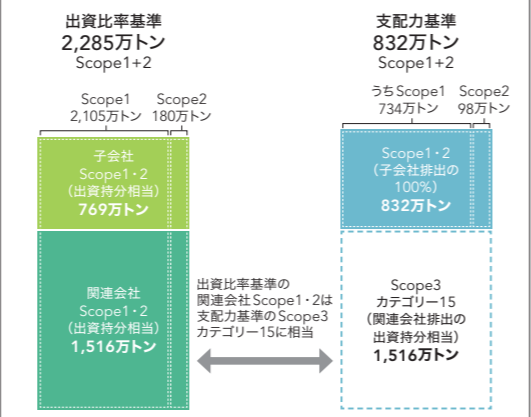 出資比率基準
2,285万トン
Scope1+2
Scope1
2,105万トン
Scope2
180万トン
子会社
Scope1・2
（出資持分相当）
769万トン
関連会社
Scope1・2
（出資持分相当）
1,516万トン
出資比率基準の
関連会社Scope1・2は
支配力基準のScope3
カテゴリー15に相当
支配力基準
832万トン
Scope1+2
うちScope1
734万トン
Scope2
98万トン
Scope1・2
（子会社排出の
100%）
832万トン
Scope3
カテゴリー15
（関連会社排出の
出資持分相当）
1,516万トン